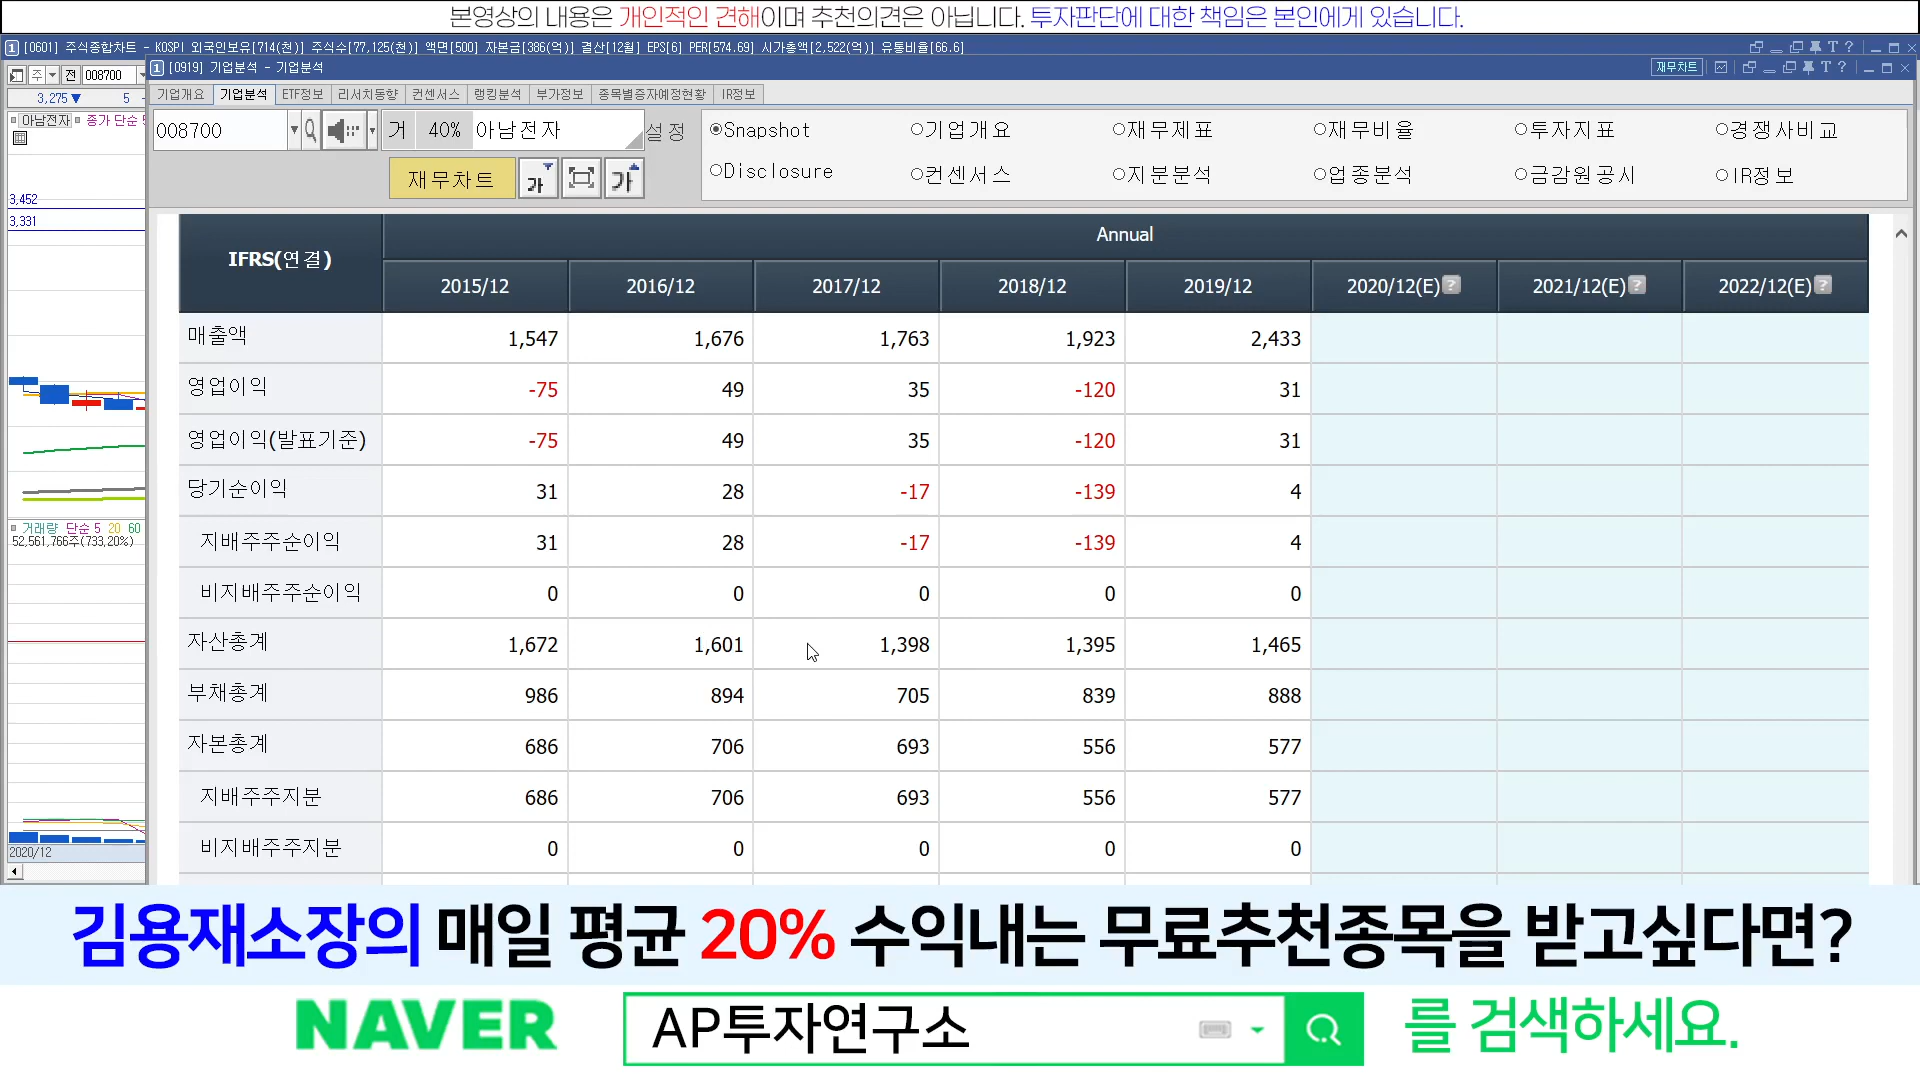 본영상의 내용은 개인적인 견해이며 추천의견은 아닙니다. 투자판단에 대한 책임은 본인에게 있습니다.
1 [0601] 주식종합차트 - KOSPI 외국인보유[714(천)] 주식수[77,125(천)] 액면[500] 자본금[386(억)] 결산[12월] EPS[6] PER[574.69] 시가총액[2,522(억)] 유통비율[66.6]
1 [0919] 기업분석 - 기업분석
재무차트
주 전 008700
기업개요 기업분석 ETF정보 리서치동향 컨센서스 랭킹분석 부가정보 종목별증자예정현황 IR정보
3,275▼ 5
아남전자 종가 단순
008700 거 40% 아남전자 설정
Snapshot 기업개요 재무제표 재무비율 투자지표 경쟁사비교
재무차트 가 가
Disclosure 컨센서스 지분분석 업종분석 금감원공시 IR정보
3,452
3,331
IFRS(연결) Annual
2015/12 2016/12 2017/12 2018/12 2019/12 2020/12(E) 2021/12(E) 2022/12(E)
매출액 1,547 1,676 1,763 1,923 2,433
영업이익 -75 49 35 -120 31
영업이익(발표기준) -75 49 35 -120 31
당기순이익 31 28 -17 -139 4
지배주주순이익 31 28 -17 -139 4
비지배주주순이익 0 0 0 0 0
자산총계 1,672 1,601 1,398 1,395 1,465
부채총계 986 894 705 839 888
자본총계 686 706 693 556 577
지배주주지분 686 706 693 556 577
비지배주주지분 0 0 0 0 0
거래량 단순 5 20 60
52,561,766주(733,20%)
2020/12
김용재소장의 매일 평균 20% 수익내는 무료추천종목을 받고싶다면?
NAVER AP투자연구소 를 검색하세요.